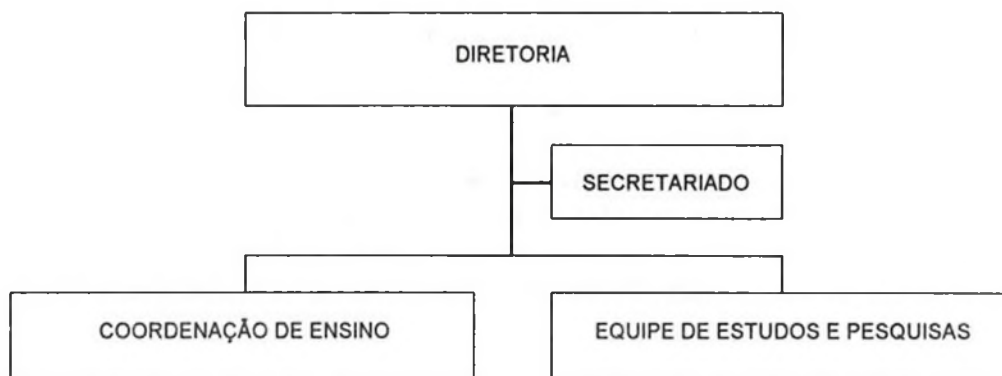 DIRETORIA
SECRETARIADO
COORDENAÇÃO DE ENSINO
EQUIPE DE ESTUDOS E PESQUISAS